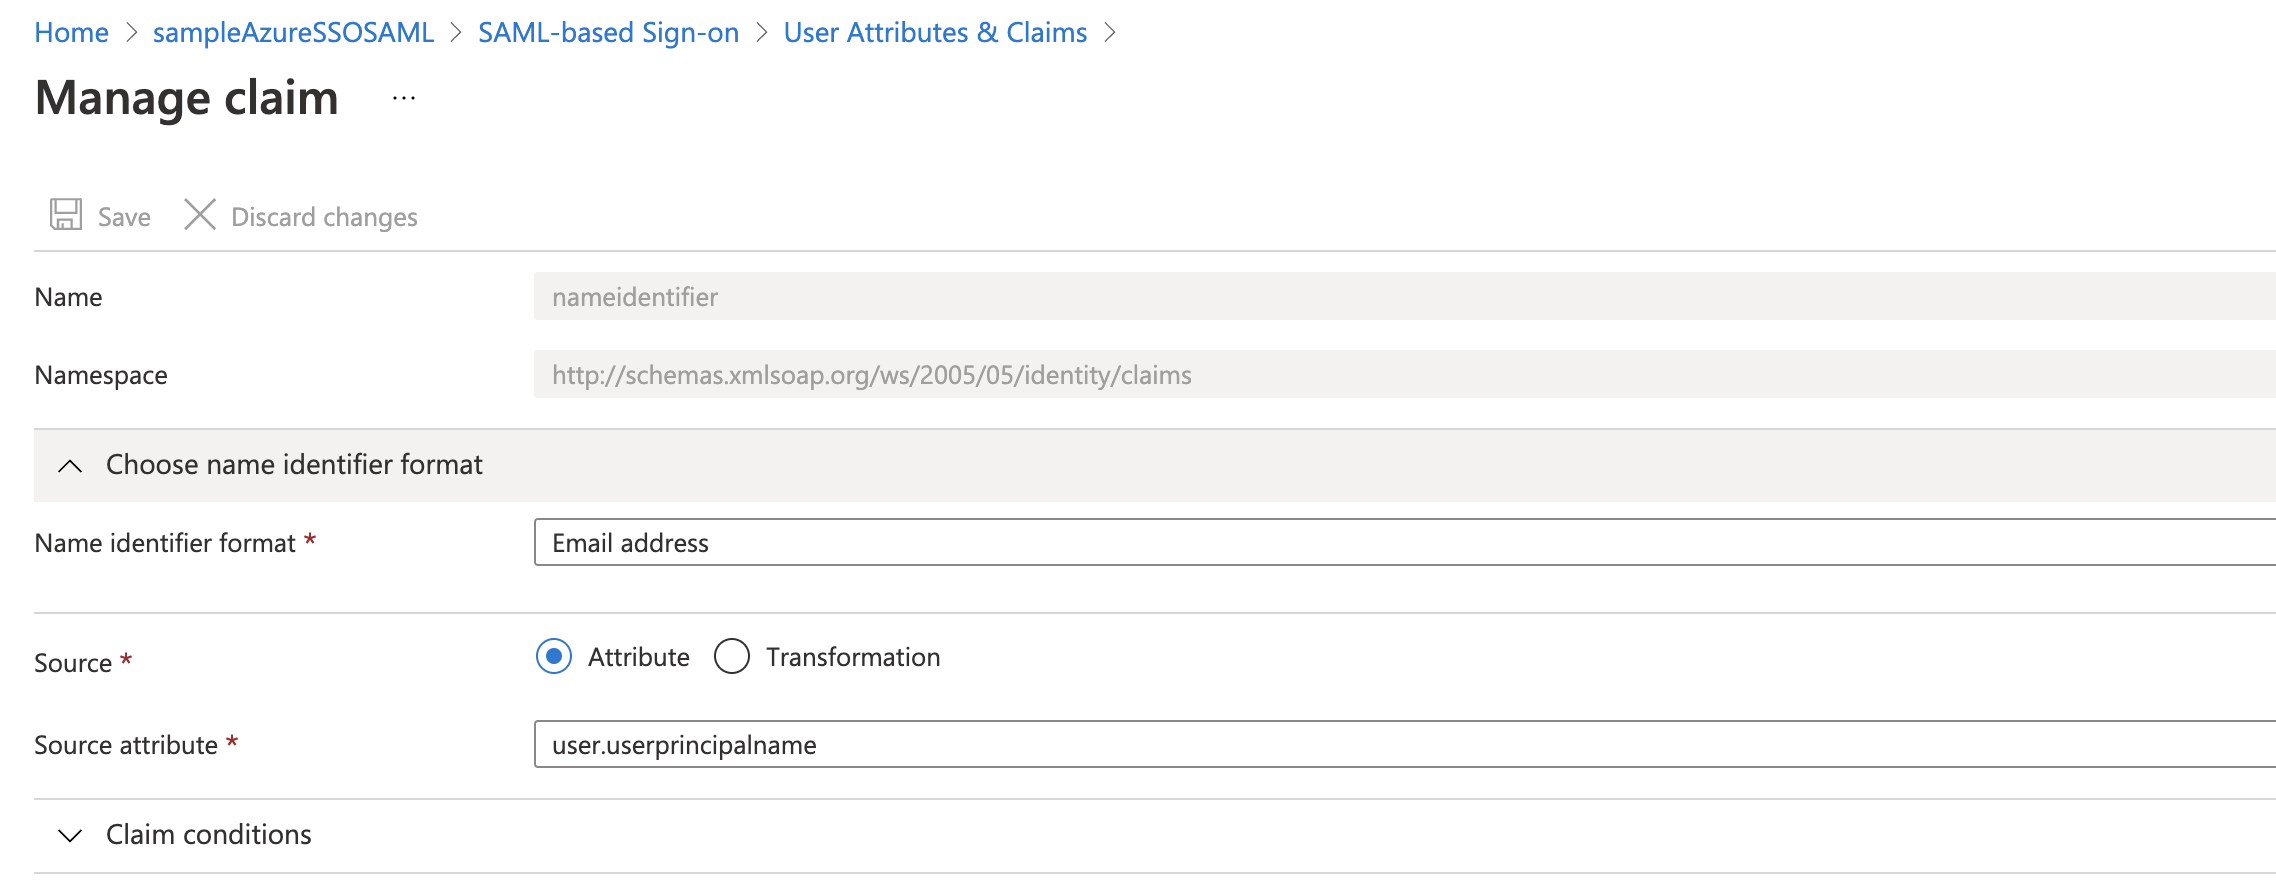 Home > sampleAzureSSOSAML > SAML-based Sign-on > User Attributes & Claims >
Manage claim ...
Save Discard changes
Name nameidentifier
Namespace http://schemas.xmlsoap.org/ws/2005/05/identity/claims
Choose name identifier format
Name identifier format * Email address
Source * Attribute Transformation
Source attribute * user.userprincipalname
Claim conditions